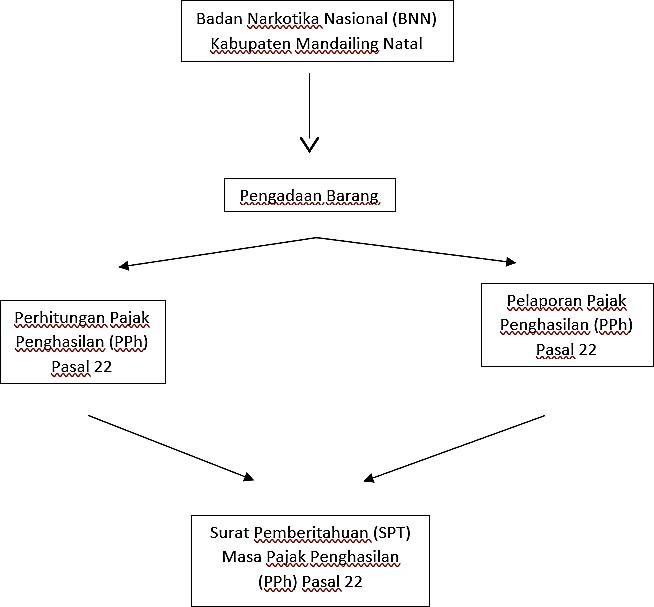 Badan Narkotika Nasional (BNN)
Kabupaten Mandailing Natal
Pengadaan Barang
Perhitungan Pajak
Penghasilan (PPh)
Pasal 22
Pelaporan Pajak
Penghasilan (PPh)
Pasal 22
Surat Pemberitahuan (SPT)
Masa Pajak Penghasilan
(PPh) Pasal 22